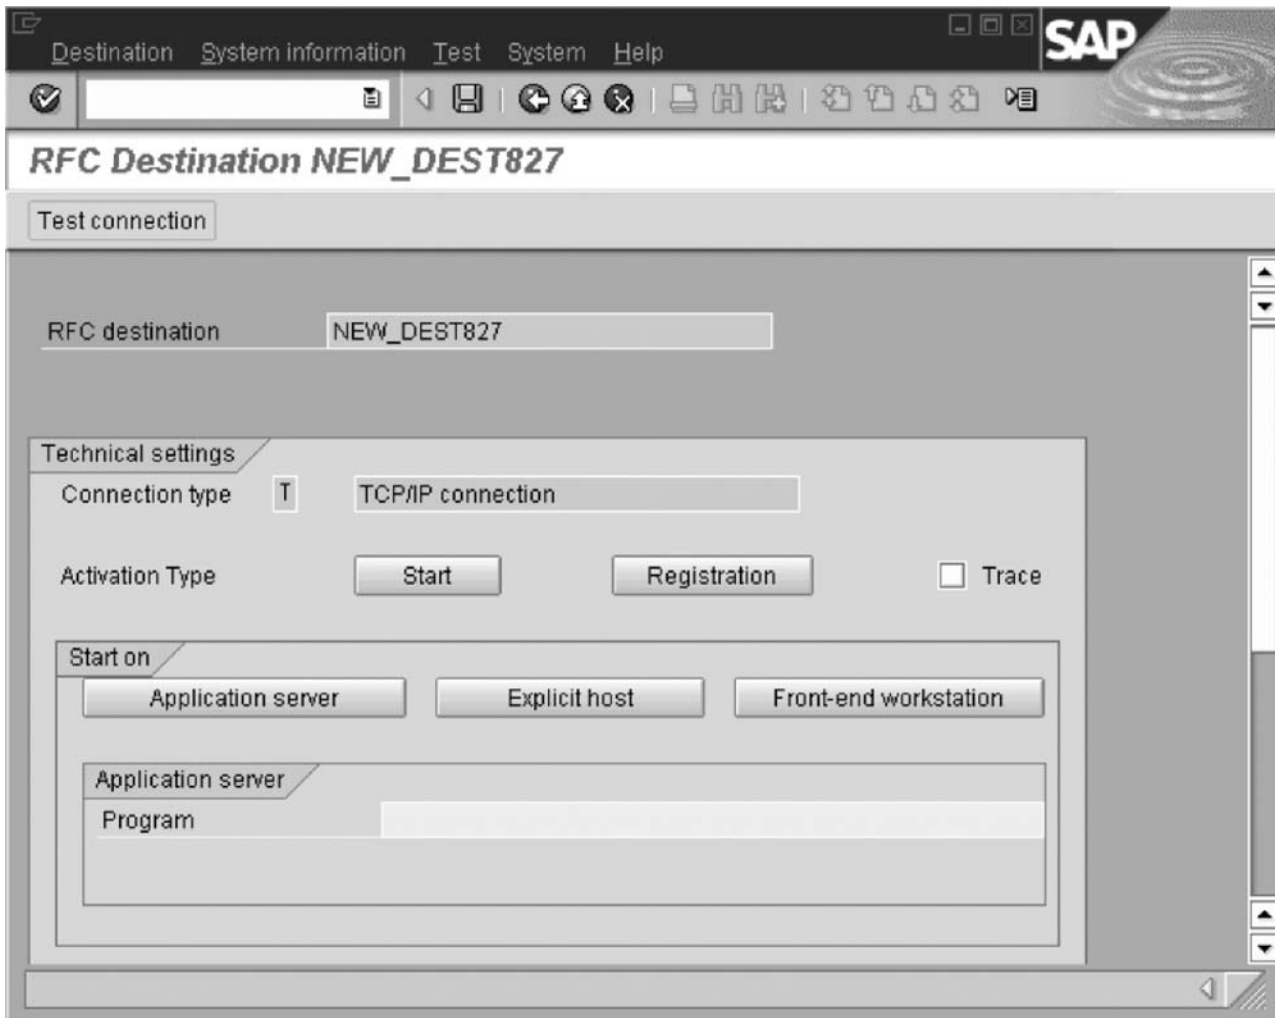 Destination System information Test System Help
SAP
RFC Destination NEW_DEST827
Test connection
RFC destination NEW_DEST827
Technical settings
Connection type T TCP/IP connection
Activation Type Start Registration Trace
Start on
Application server Explicit host Front-end workstation
Application server
Program